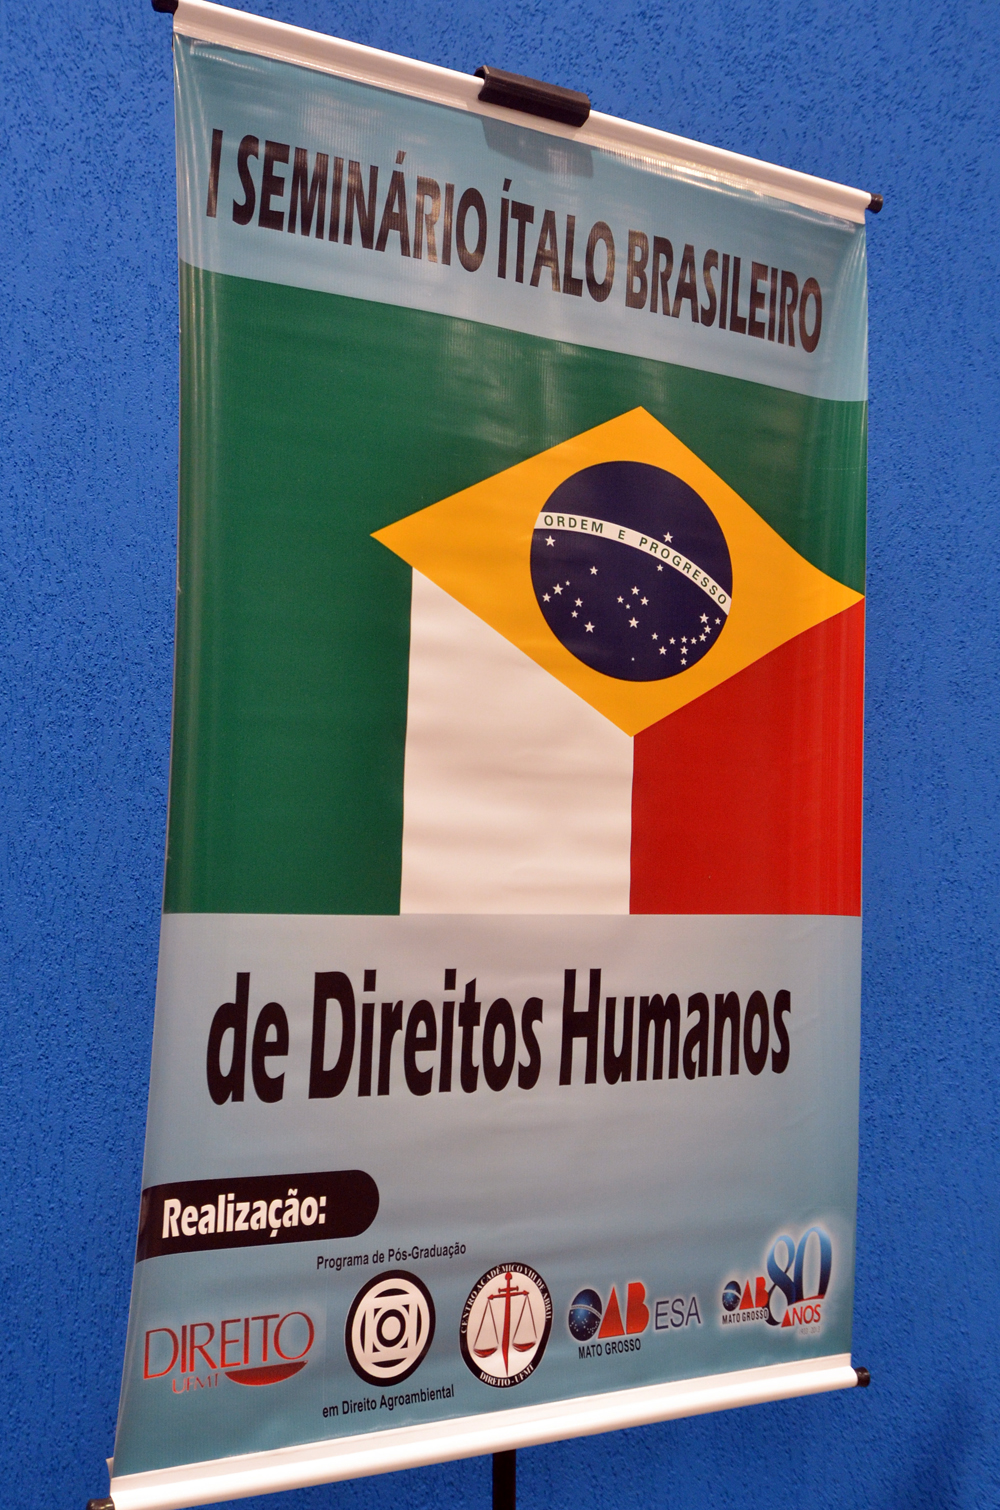 I SEMINÁRIO ÍTALO BRASILEIRO
ORDEM E PROGRESSO
de Direitos Humanos
Realização:
DIREITO
UFMT
Programa de Pós-Graduação
em Direito Agroambiental
CENTRO ACADÊMICO VIII DE ABRIL
DIREITO-UFMT
OAB ESA
MATO GROSSO
OAB 80
MATO GROSSO ANOS